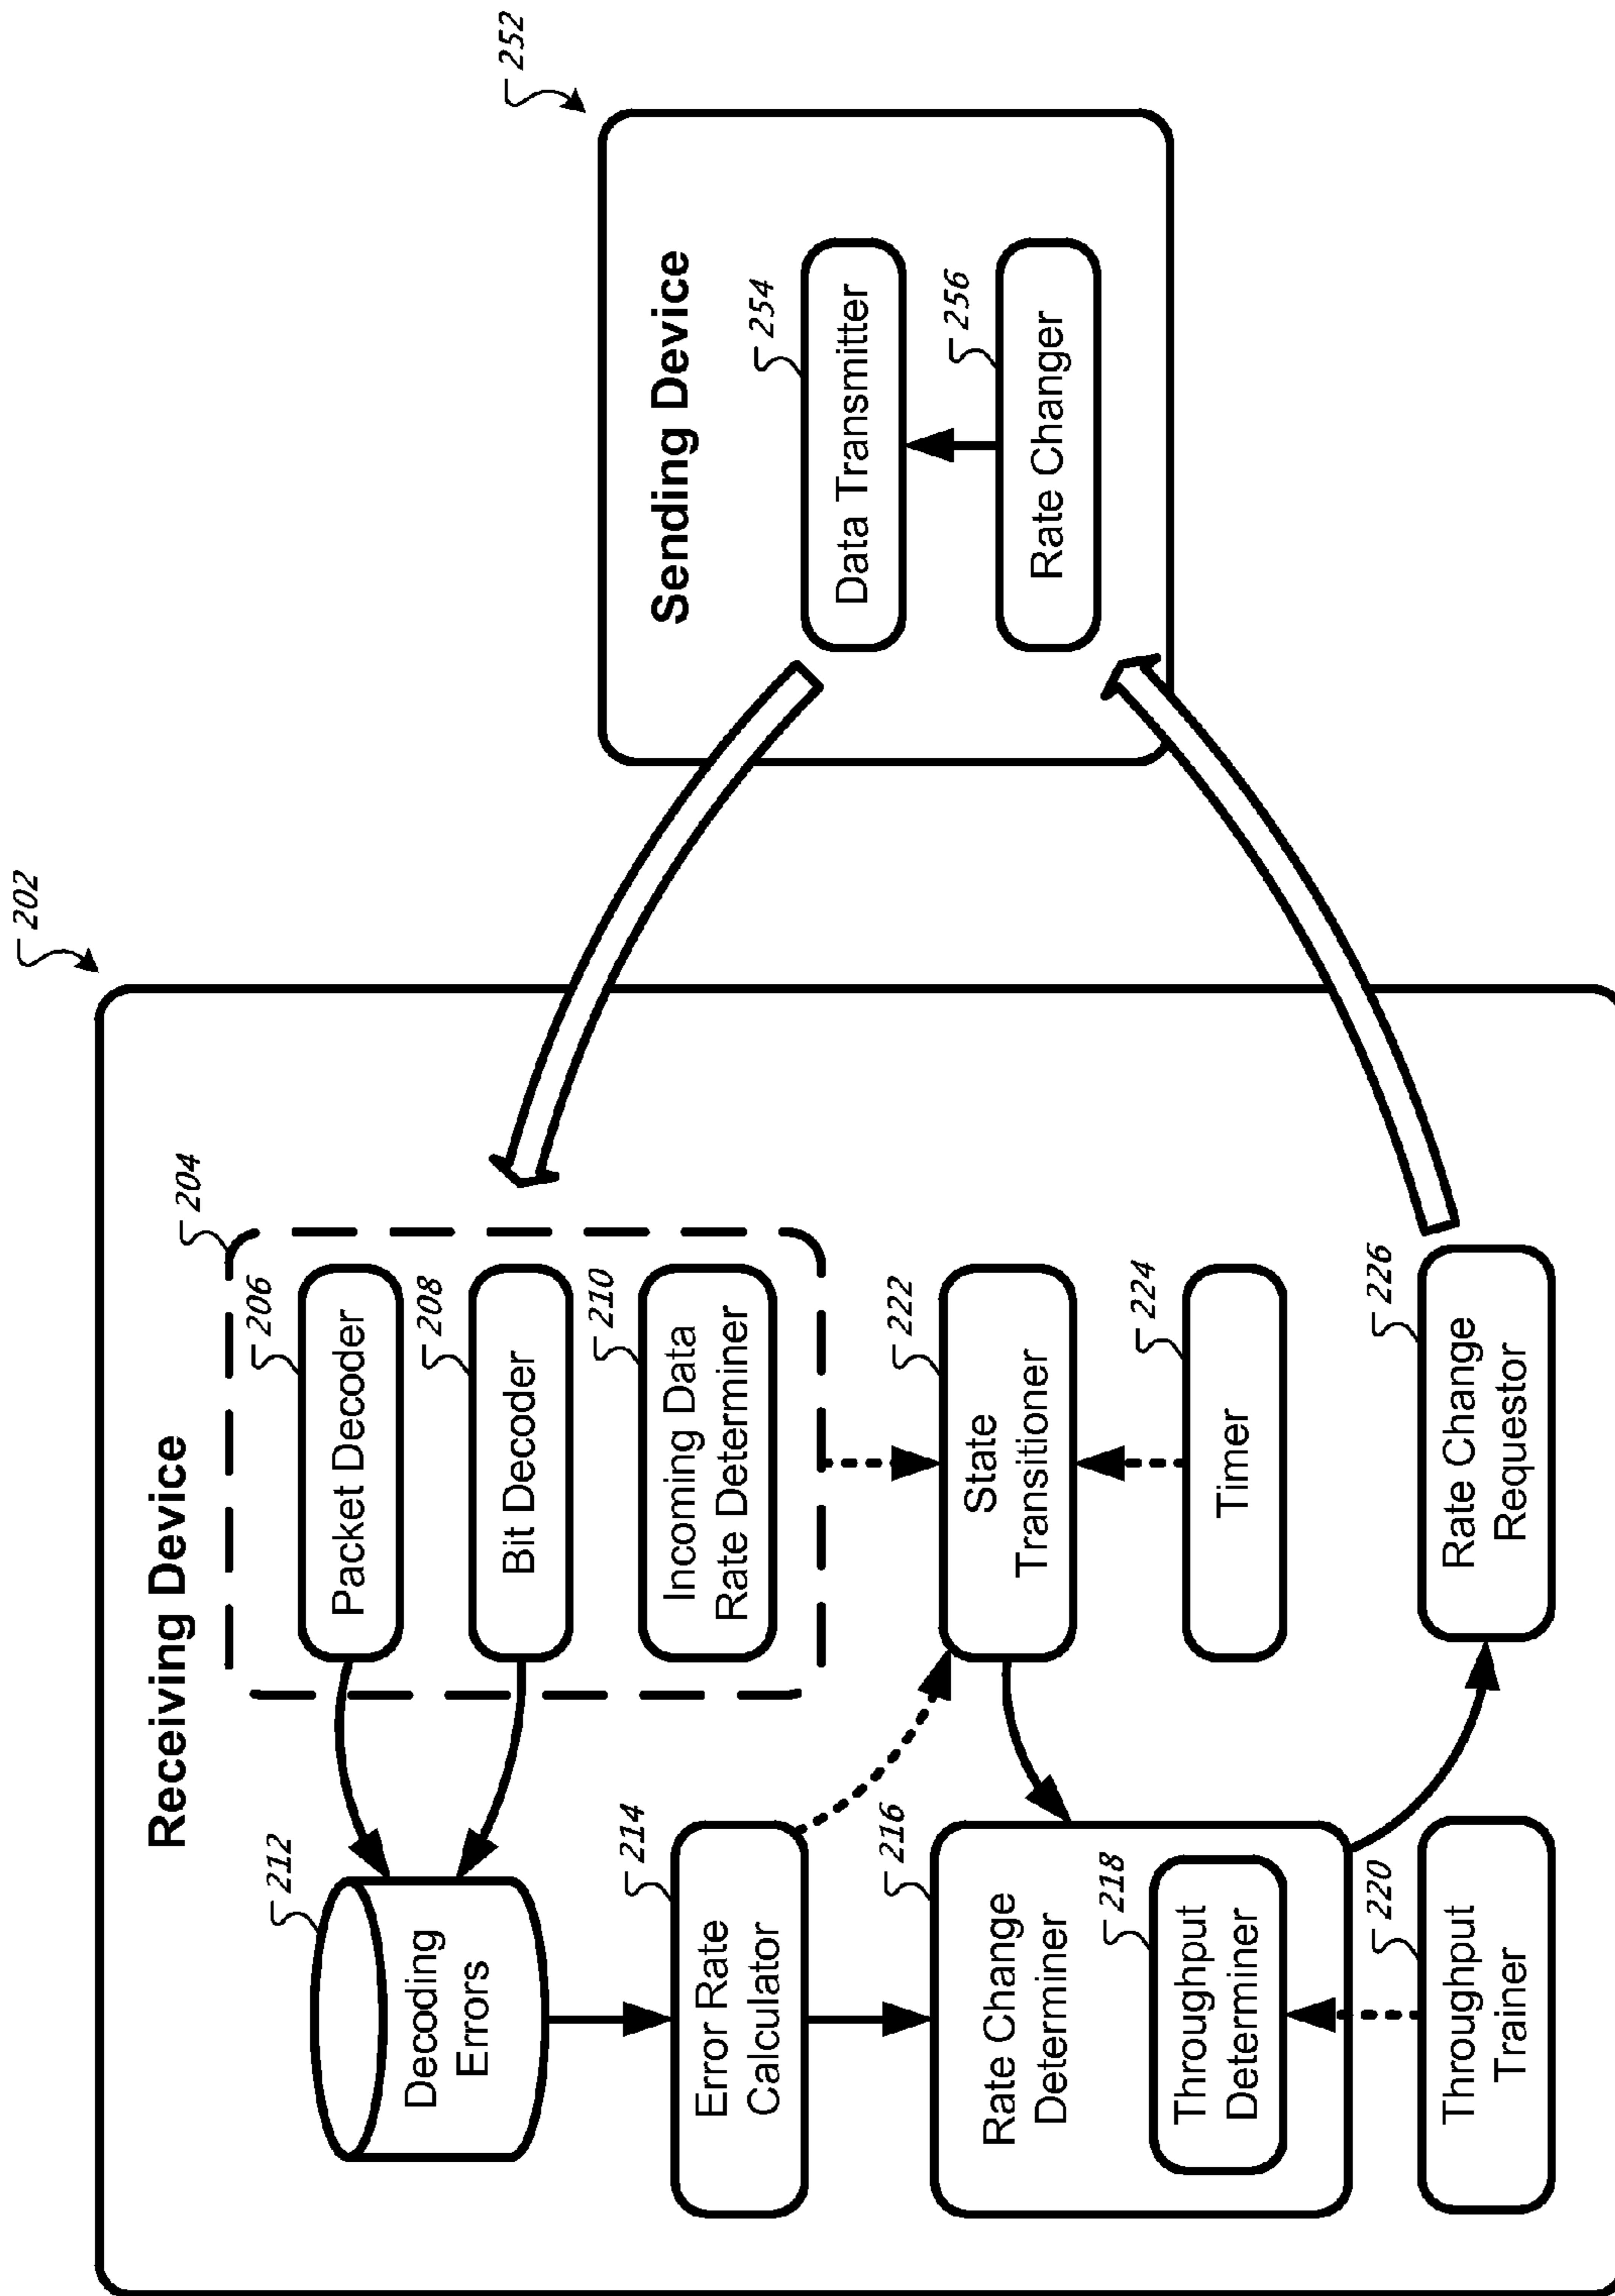 202
252
Receiving Device
204
206
Packet Decoder
208
Bit Decoder
210
Incoming Data
Rate Determiner
212
Decoding
Errors
214
Error Rate
Calculator
216
Rate Change
Determiner
218
Throughput
Determiner
220
Throughput
Trainer
222
State
Transitioner
224
Timer
226
Rate Change
Requestor
Sending Device
254
Data Transmitter
256
Rate Changer